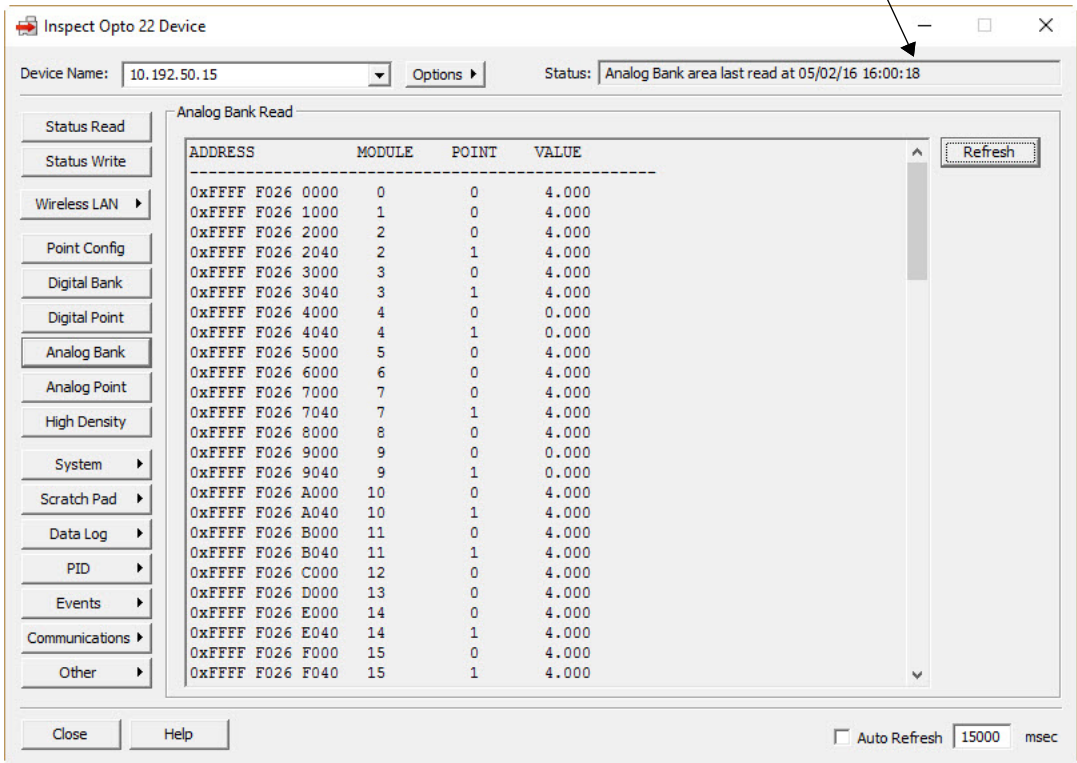 Inspect Opto 22 Device
Device Name: 10.192.50.15 Options Status: Analog Bank area last read at 05/02/16 16:00:18
Status Read
Status Write
Wireless LAN
Point Config
Digital Bank
Digital Point
Analog Bank
Analog Point
High Density
System
Scratch Pad
Data Log
PID
Events
Communications
Other
Analog Bank Read
ADDRESS MODULE POINT VALUE
-----------------------------------------------------
0xFFFF F026 0000 0 0 4.000
0xFFFF F026 1000 1 0 4.000
0xFFFF F026 2000 2 0 4.000
0xFFFF F026 2040 2 1 4.000
0xFFFF F026 3000 3 0 4.000
0xFFFF F026 3040 3 1 4.000
0xFFFF F026 4000 4 0 0.000
0xFFFF F026 4040 4 1 0.000
0xFFFF F026 5000 5 0 4.000
0xFFFF F026 6000 6 0 4.000
0xFFFF F026 7000 7 0 4.000
0xFFFF F026 7040 7 1 4.000
0xFFFF F026 8000 8 0 4.000
0xFFFF F026 9000 9 0 0.000
0xFFFF F026 9040 9 1 0.000
0xFFFF F026 A000 10 0 4.000
0xFFFF F026 A040 10 1 4.000
0xFFFF F026 B000 11 0 4.000
0xFFFF F026 B040 11 1 4.000
0xFFFF F026 C000 12 0 4.000
0xFFFF F026 D000 13 0 4.000
0xFFFF F026 E000 14 0 4.000
0xFFFF F026 E040 14 1 4.000
0xFFFF F026 F000 15 0 4.000
0xFFFF F026 F040 15 1 4.000
Refresh
Close Help Auto Refresh 15000 msec